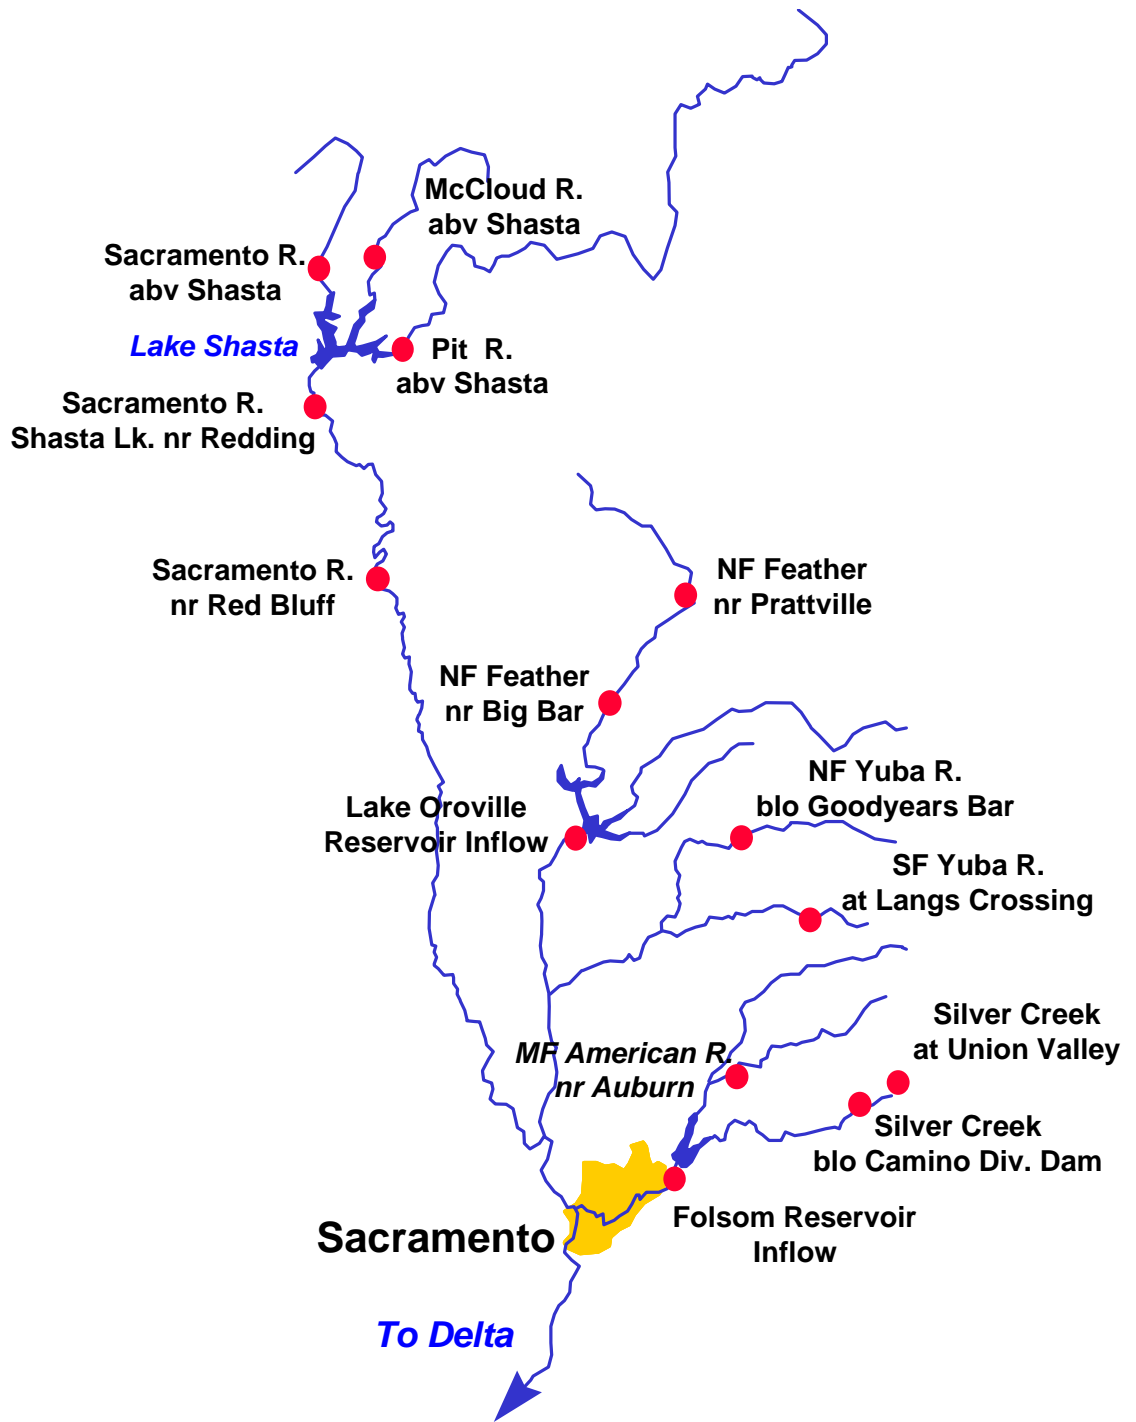 McCloud R.
abv Shasta
Sacramento R.
abv Shasta
Lake Shasta
Pit R.
abv Shasta
Sacramento R.
Shasta Lk. nr Redding
Sacramento R.
nr Red Bluff
NF Feather
nr Prattville
NF Feather
nr Big Bar
NF Yuba R.
blo Goodyears Bar
Lake Oroville
Reservoir Inflow
SF Yuba R.
at Langs Crossing
Silver Creek
at Union Valley
MF American R.
nr Auburn
Silver Creek
blo Camino Div. Dam
Folsom Reservoir
Inflow
Sacramento
To Delta